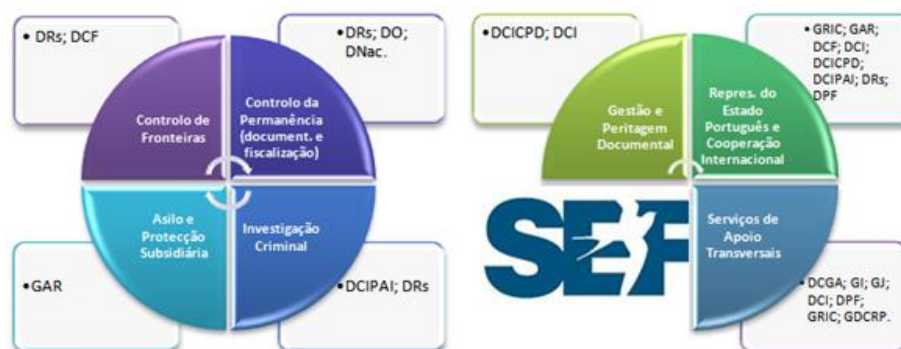 • DRs; DCF
• DRs; DO;
DNac.
Controlo de
Fronteiras
Controlo da
Permanência
(document. e
fiscalização)
Asilo e
Protecção
Subsidiária
Investigação
Criminal
•GAR
•DCIPAI; DRs
•DCICPD; DCI
• GRIC; GAR;
DCF; DCI;
DCICPD;
DCIPAI; DRs;
DPF
Gestão e
Peritagem
Documental
Repres. do
Estado
Português e
Cooperação
Internacional
SEF
Serviços de
Apoio
Transversais
• DCGA; GI; GJ;
DCI; DPF;
GRIC; GDCRP.